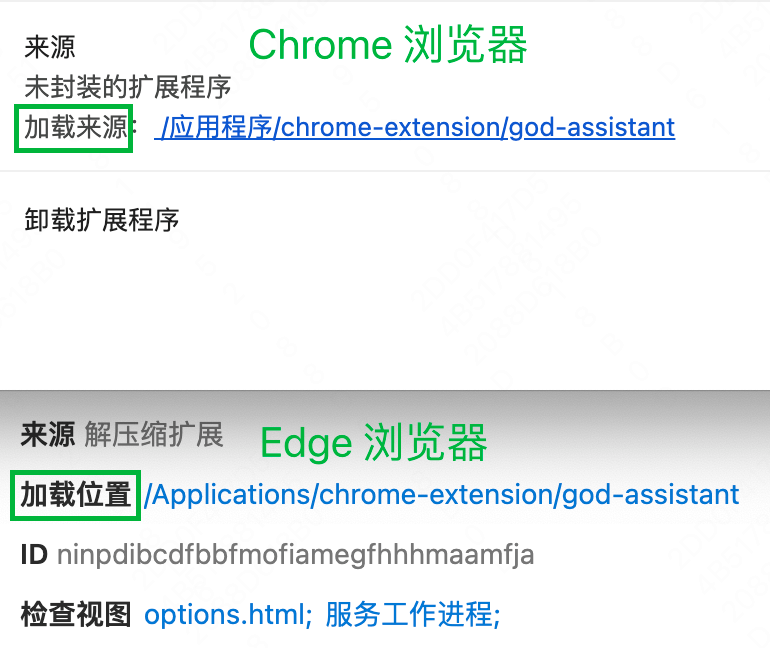 来源
Chrome 浏览器
未封装的扩展程序
加载来源： /应用程序/chrome-extension/god-assistant
卸载扩展程序
来源 解压缩扩展
Edge 浏览器
加载位置 /Applications/chrome-extension/god-assistant
ID ninpdibcdfbbfmofiamegfhhhmaamfja
检查视图 options.html; 服务工作进程;